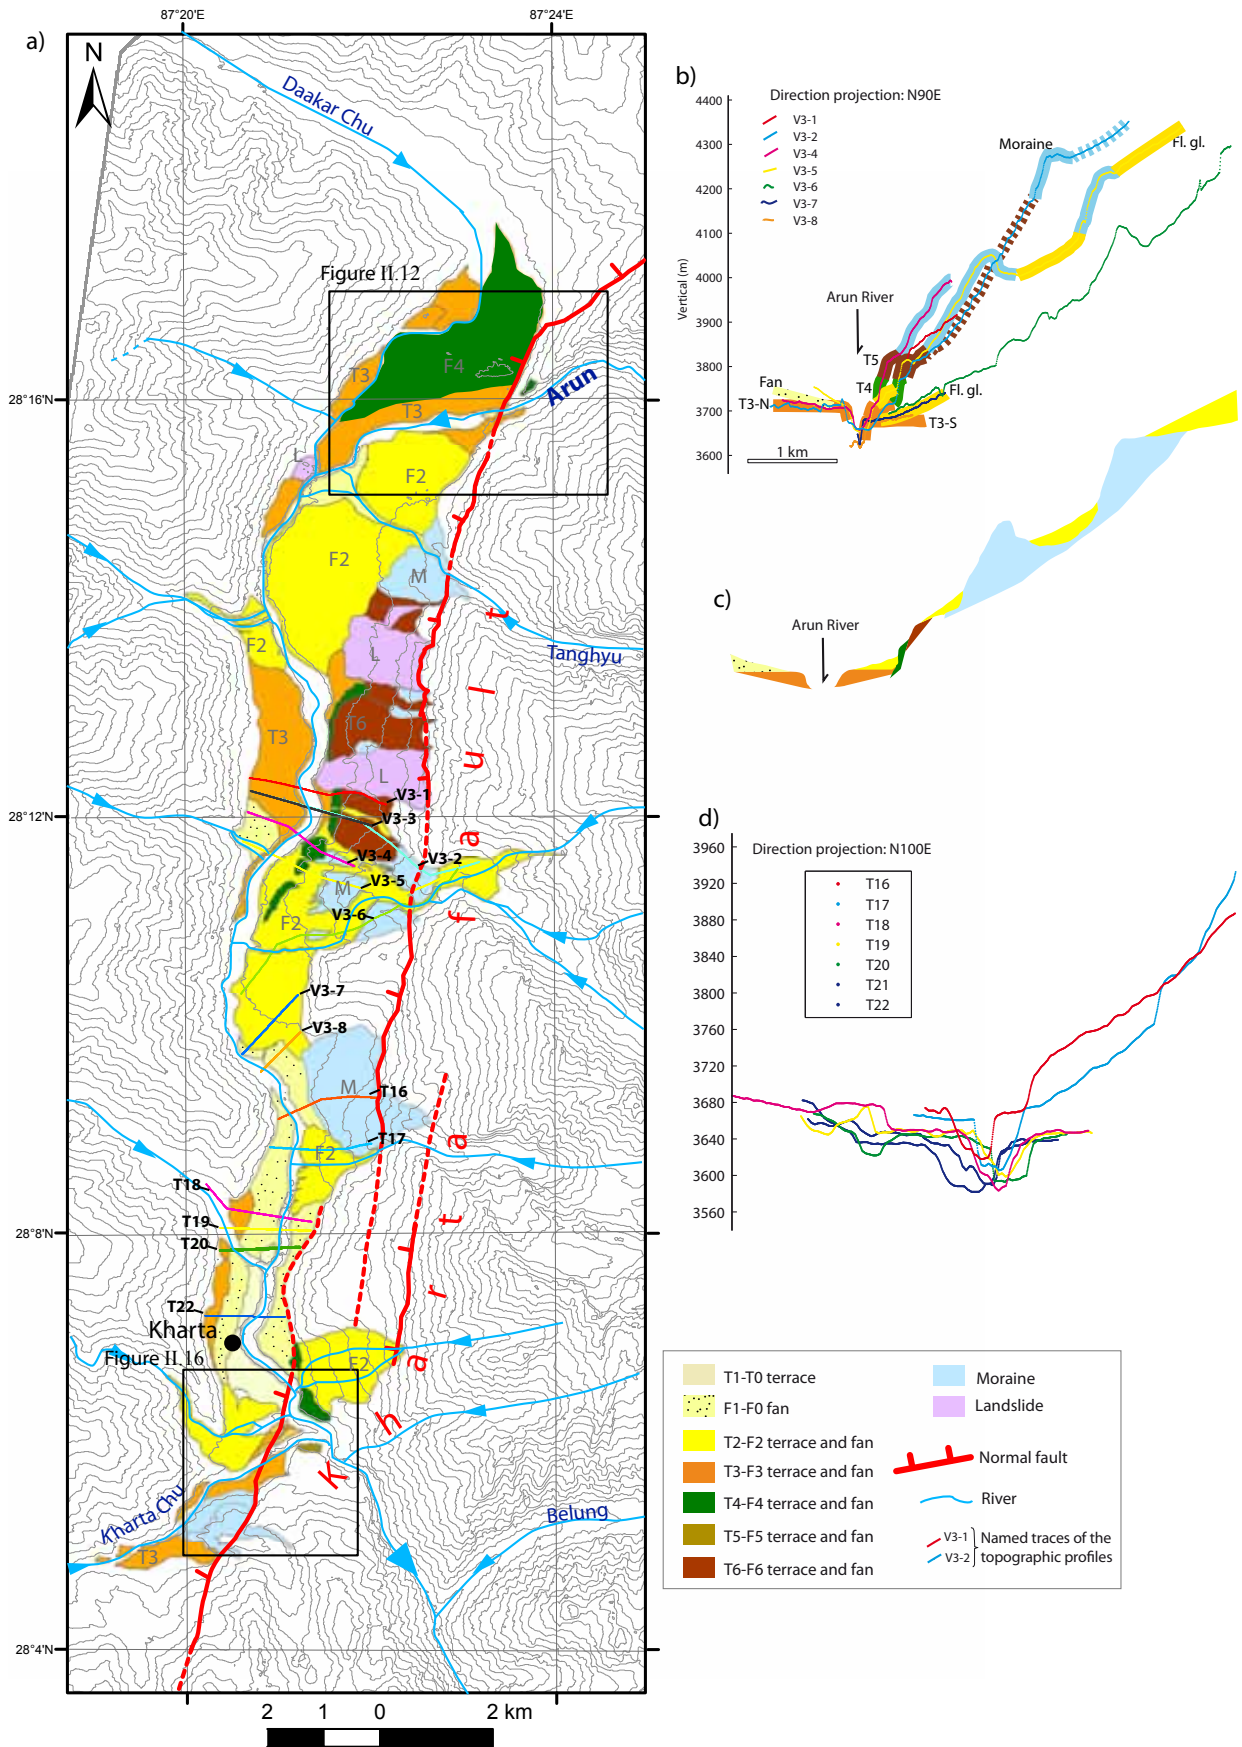 a)
87°20'E
87°24'E
N
Daakar Chu
Figure II.12
T3
F4
T3
Arun
28°16'N
L
F2
F2
M
F2
L
Tanghyu
T3
T6
L
V3-1
28°12'N
V3-3
V3-4
V3-2
M
V3-5
V3-6
F2
V3-7
V3-8
M
T16
T17
F2
T18
T19
28°8'N
T20
T22
Kharta
Figure II.16
F2
Kharta fault
Kharta Chu
Belung
T3
28°4'N
2 1 0 2 km
b)
Direction projection: N90E
V3-1
V3-2
V3-4
V3-5
V3-6
V3-7
V3-8
4400
4300
4200
4100
4000
3900
3800
3700
3600
Vertical (m)
Moraine
Fl. gl.
Arun River
T5
T4
Fan
T3-N
Fl. gl.
T3-S
1 km
c)
Arun River
d)
Direction projection: N100E
T16
T17
T18
T19
T20
T21
T22
3960
3920
3880
3840
3800
3760
3720
3680
3640
3600
3560
T1-T0 terrace
F1-F0 fan
T2-F2 terrace and fan
T3-F3 terrace and fan
T4-F4 terrace and fan
T5-F5 terrace and fan
T6-F6 terrace and fan
Moraine
Landslide
Normal fault
River
V3-1
V3-2
Named traces of the
topographic profiles